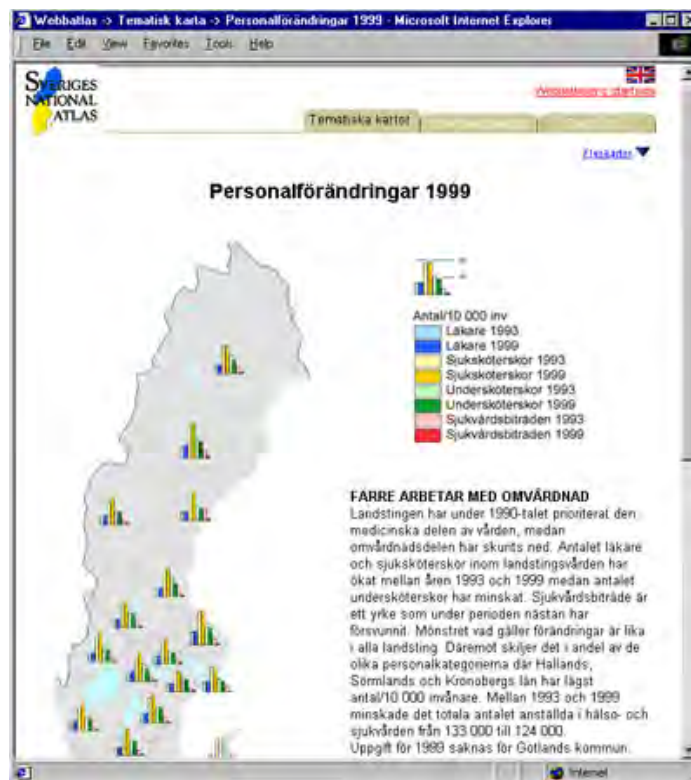 Webbatlas -> Tematisk karta -> Personalförändringar 1999 - Microsoft Internet Explorer
File Edit View Favorites Tools Help
SVERIGES
NATIONAL
ATLAS
Tematiska kartor
Personalförändringar 1999
Antal/10 000 inv
Läkare 1993
Läkare 1999
Sjuksköterskor 1993
Sjuksköterskor 1999
Undersköterskor 1993
Undersköterskor 1999
Sjukvårdsbiträden 1993
Sjukvårdsbiträden 1999
FÄRRE ARBETAR MED OMVÅRDNAD
Landstingen har under 1990-talet prioriterat den
medicinska delen av vården, medan
omvårdnadsdelen har skurits ned. Antalet läkare
och sjuksköterskor inom landstingsvården har
ökat mellan åren 1993 och 1999 medan antalet
undersköterskor har minskat. Sjukvårdsbiträde är
ett yrke som under perioden nästan har
försvunnit. Mönstret vad gäller förändringar är lika
i alla landsting. Däremot skiljer det i andel av de
olika personalkategorierna där Hallands,
Sörmlands och Kronobergs län har lägst
antal/10 000 invånare. Mellan 1993 och 1999
minskade det totala antalet anställda i hälso- och
sjukvården från 133 000 till 124 000.
Uppgift för 1999 saknas för Gotlands kommun.
Internet